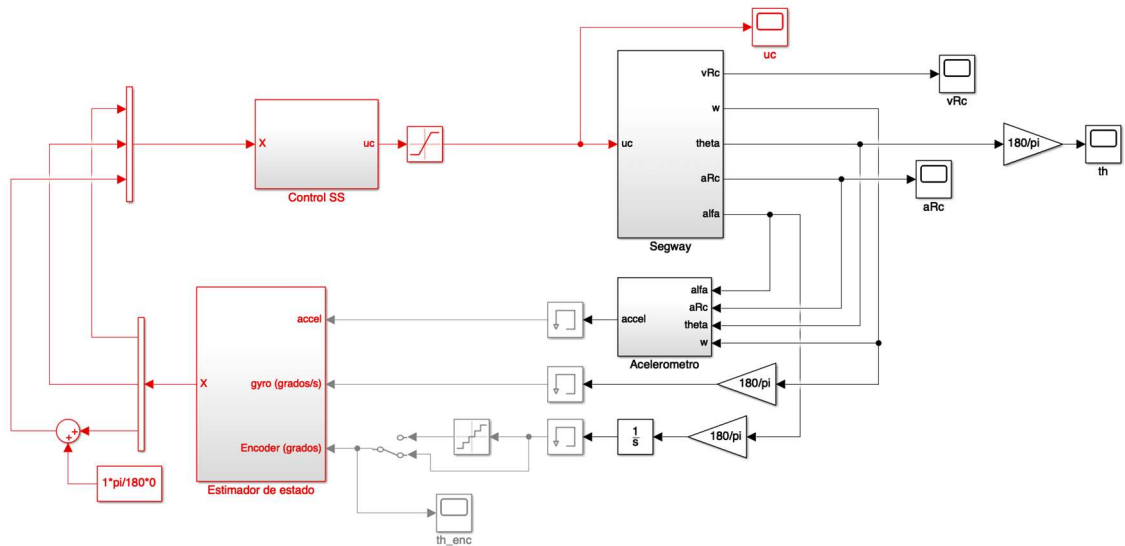 uc
vRc
w
uc
theta
aRc
alfa
Segway
vRc
180/pi
th
aRc
X
uc
Control SS
alfa
aRc
accel
theta
w
Acelerometro
accel
gyro (grados/s)
X
Encoder (grados)
Estimador de estado
180/pi
180/pi
1
s
+
+
1*pi/180*0
th_enc